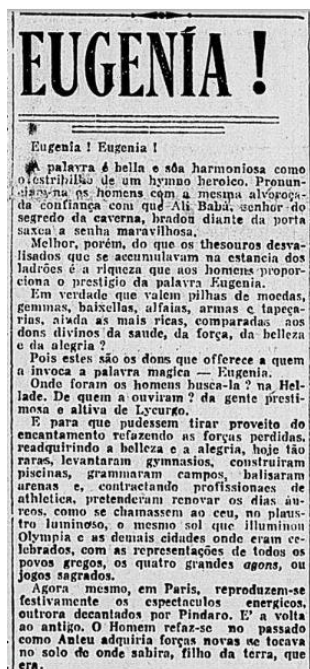 EUGENÍA !
Eugenia ! Eugenia !
A palavra é bella e sôa harmoniosa como
o estribilho de um hymno heroico. Pronun-
ciam-na os homens com a mesma alvoroça-
da confiança com que Ali Babá, senhor do
segredo da caverna, bradou diante da porta
saxea a senha maravilhosa.
Melhor, porém, do que os thesouros desva-
lisados que se accumulavam na estancia dos
ladrões é a riqueza que aos homens propor-
ciona o prestigio da palavra Eugenia.
Em verdade que valem pilhas de moedas,
gemmas, baixellas, alfaias, armas e tapeça-
rias, ainda as mais ricas, comparadas aos
dons divinos da saude, da força, da belleza
e da alegria ?
Pois estes são os dons que offerece a quem
a invoca a palavra magica — Eugenia.
Onde foram os homens busca-la ? na Hel-
lade. De quem a ouviram ? da gente presti-
mosa e altiva de Lycurgo.
E para que pudessem tirar proveito do
encantamento refazendo as forças perdidas,
readquirindo a belleza e a alegria, hoje tão
raras, levantaram gymnasios, construiram
piscinas, grammaram campos, balisaram
arenas e, contractando profissionaes de
athletica, pretenderam renovar os dias áu-
reos, como se chamassem ao ceu, no plaus-
tro luminoso, o mesmo sol que illuminou
Olympia e as demais cidades onde eram ce-
lebrados, com as representações de todos os
povos gregos, os quatro grandes agons, ou
jogos sagrados.
Agora mesmo, em Paris, reproduzem-se
festivamente os espectaculos energicos,
outrora decantados por Pindaro. E' a volta
ao antigo. O Homem refaz-se no passado
como Anteu adquiria forças novas se tocava
no solo de onde sahira, filho da terra, que
era.